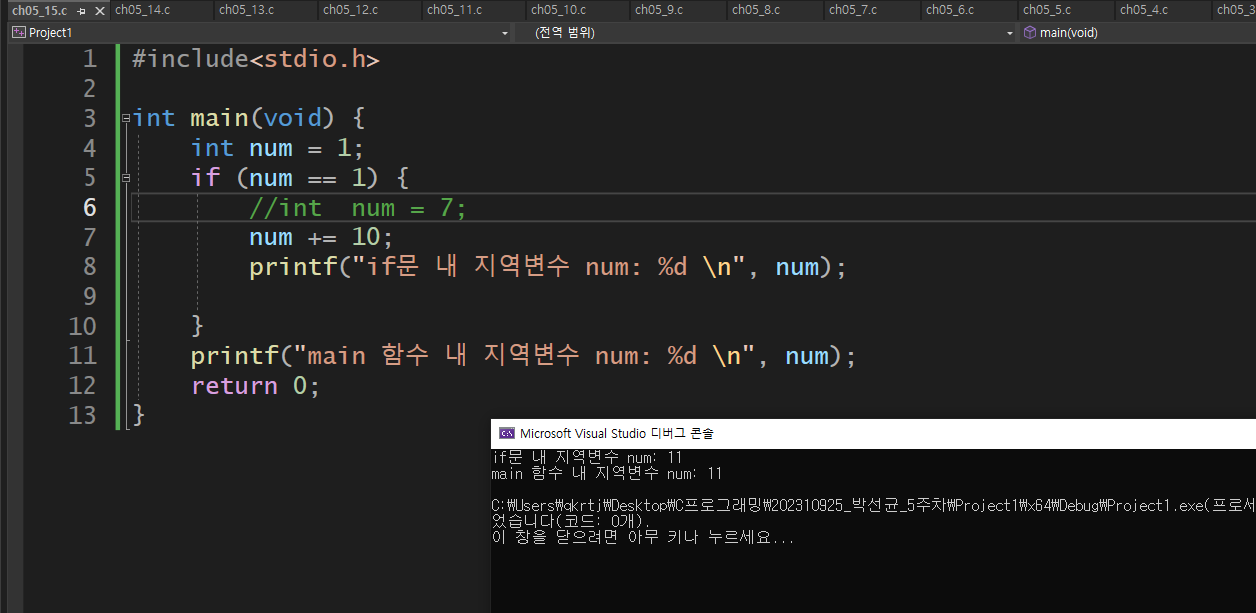 ch05_15.c ch05_14.c ch05_13.c ch05_12.c ch05_11.c ch05_10.c ch05_9.c ch05_8.c ch05_7.c ch05_6.c ch05_5.c ch05_4.c ch05_3
Project1 (전역 범위) main(void)
1 #include<stdio.h>
2
3 int main(void) {
4 int num = 1;
5 if (num == 1) {
6 //int  num = 7;
7 num += 10;
8 printf("if문 내 지역변수 num: %d \n", num);
9
10 }
11 printf("main 함수 내 지역변수 num: %d \n", num);
12 return 0;
13 }
Microsoft Visual Studio 디버그 콘솔
if문 내 지역변수 num: 11
main 함수 내 지역변수 num: 11
C:₩Users₩qkrtj₩Desktop₩C프로그래밍₩202310925_박선균_5주차₩Project1₩x64₩Debug₩Project1.exe(프로세
었습니다(코드: 0개).
이 창을 닫으려면 아무 키나 누르세요...